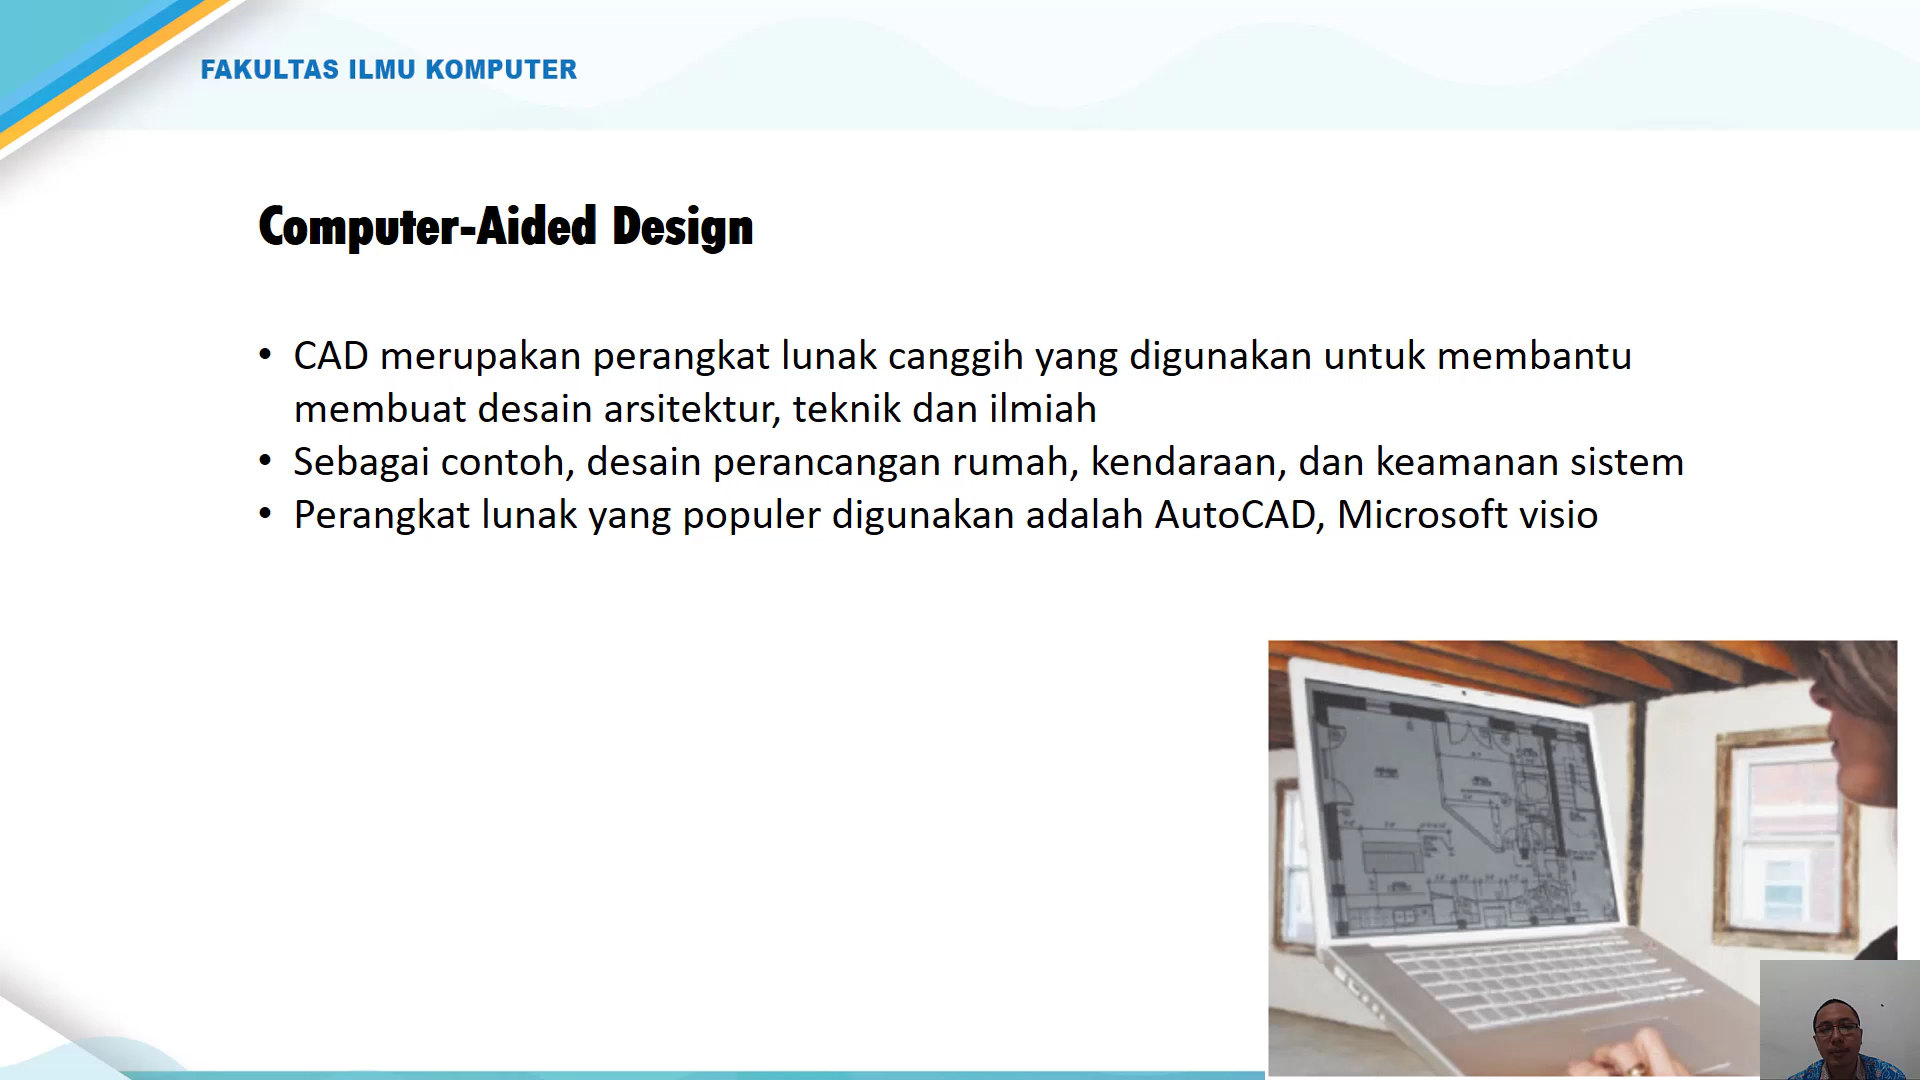 FAKULTAS ILMU KOMPUTER
Computer-Aided Design
• CAD merupakan perangkat lunak canggih yang digunakan untuk membantu
membuat desain arsitektur, teknik dan ilmiah
• Sebagai contoh, desain perancangan rumah, kendaraan, dan keamanan sistem
• Perangkat lunak yang populer digunakan adalah AutoCAD, Microsoft visio